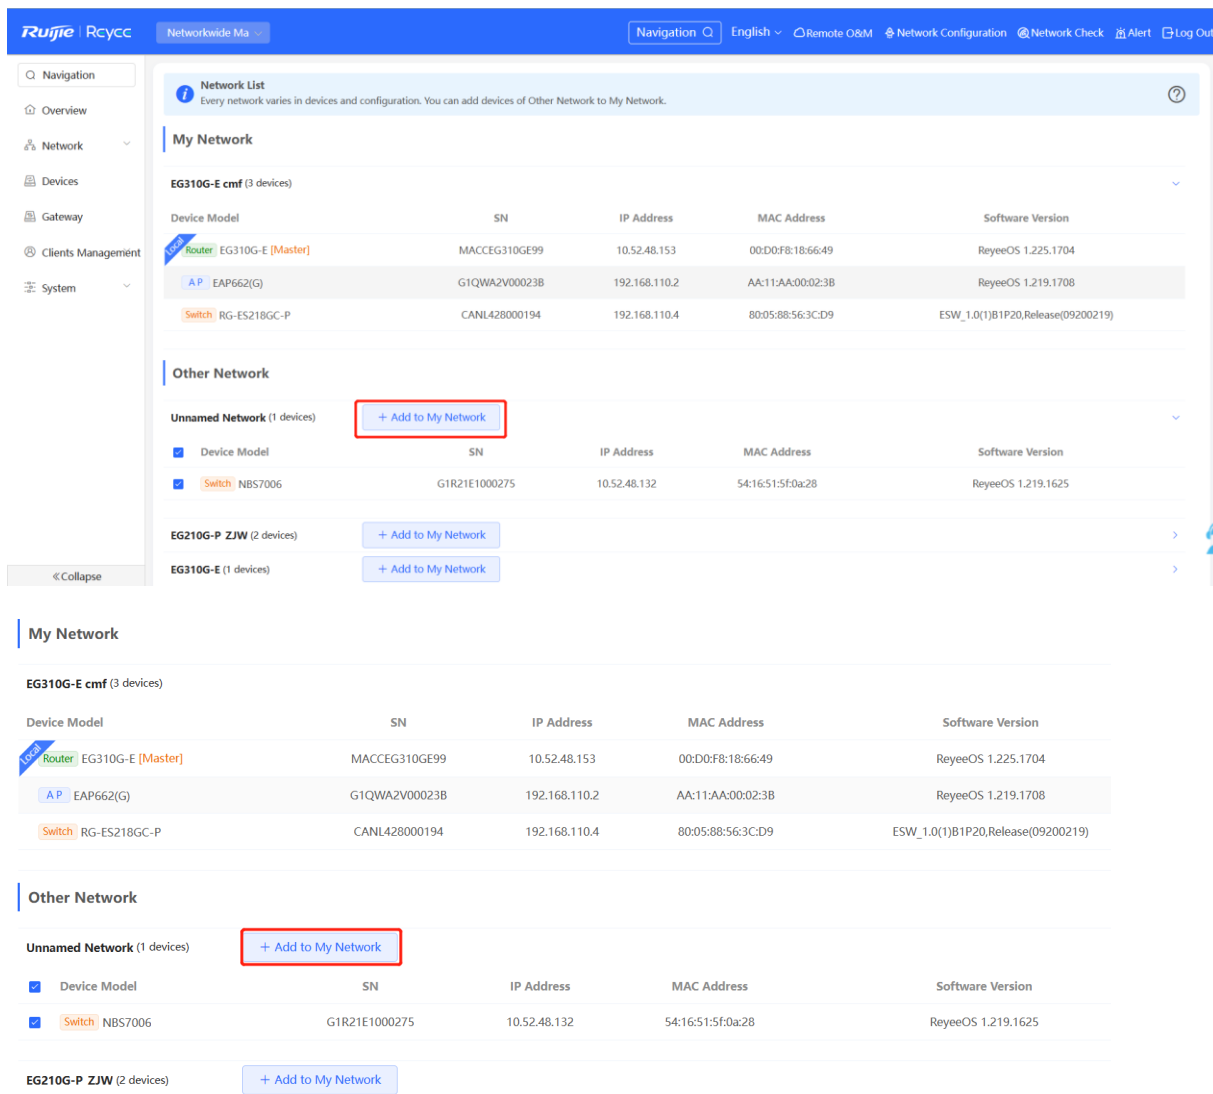 Ruijie | Rcycc Networkwide Ma Navigation English Remote O&M Network Configuration Network Check Alert Log Out
Navigation
Overview
Network
Devices
Gateway
Clients Management
System
«Collapse
Network List
Every network varies in devices and configuration. You can add devices of Other Network to My Network.
My Network
EG310G-E cmf (3 devices)
Device Model SN IP Address MAC Address Software Version
Local Router EG310G-E [Master] MACCEG310GE99 10.52.48.153 00:D0:F8:18:66:49 ReyeeOS 1.225.1704
AP EAP662(G) G1QWA2V00023B 192.168.110.2 AA:11:AA:00:02:3B ReyeeOS 1.219.1708
Switch RG-ES218GC-P CANL428000194 192.168.110.4 80:05:88:56:3C:D9 ESW_1.0(1)B1P20,Release(09200219)
Other Network
Unnamed Network (1 devices) + Add to My Network
Device Model SN IP Address MAC Address Software Version
Switch NBS7006 G1R21E1000275 10.52.48.132 54:16:51:5f:0a:28 ReyeeOS 1.219.1625
EG210G-P ZJW (2 devices) + Add to My Network
EG310G-E (1 devices) + Add to My Network
My Network
EG310G-E cmf (3 devices)
Device Model SN IP Address MAC Address Software Version
Local Router EG310G-E [Master] MACCEG310GE99 10.52.48.153 00:D0:F8:18:66:49 ReyeeOS 1.225.1704
AP EAP662(G) G1QWA2V00023B 192.168.110.2 AA:11:AA:00:02:3B ReyeeOS 1.219.1708
Switch RG-ES218GC-P CANL428000194 192.168.110.4 80:05:88:56:3C:D9 ESW_1.0(1)B1P20,Release(09200219)
Other Network
Unnamed Network (1 devices) + Add to My Network
Device Model SN IP Address MAC Address Software Version
Switch NBS7006 G1R21E1000275 10.52.48.132 54:16:51:5f:0a:28 ReyeeOS 1.219.1625
EG210G-P ZJW (2 devices) + Add to My Network